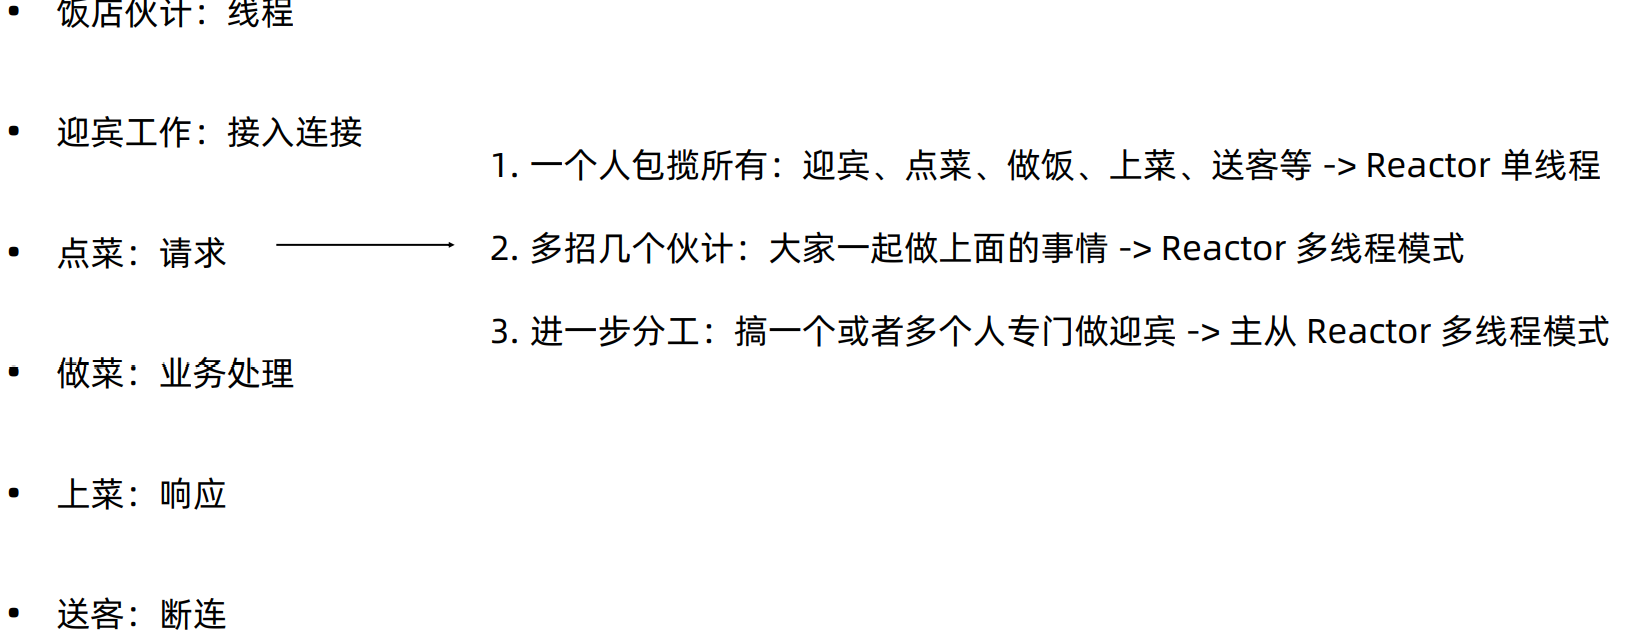 • 饭店伙计：线程
• 迎宾工作：接入连接
• 点菜：请求
• 做菜：业务处理
• 上菜：响应
• 送客：断连
1. 一个人包揽所有：迎宾、点菜、做饭、上菜、送客等 -> Reactor 单线程
2. 多招几个伙计：大家一起做上面的事情 -> Reactor 多线程模式
3. 进一步分工：搞一个或者多个人专门做迎宾 -> 主从 Reactor 多线程模式